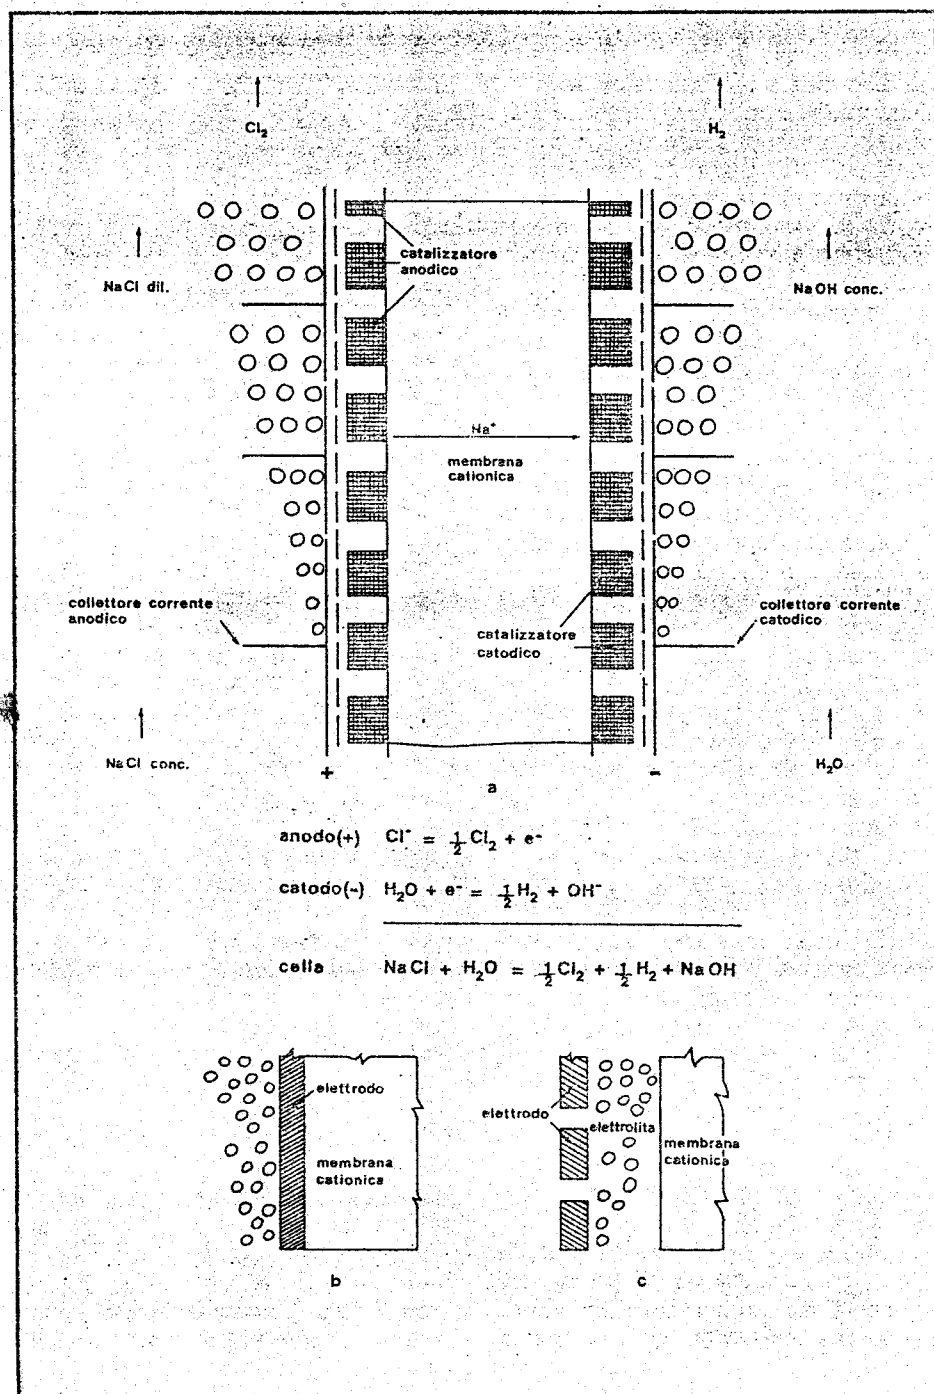 Cl₂
H₂
catalizzatore
anodico
NaCl dil.
NaOH conc.
Na⁺
membrana
cationica
collettore corrente
anodico
collettore corrente
catodico
catalizzatore
catodico
NaCl conc.
H₂O
+
-
a
anodo(+) Cl⁻ = 1/2 Cl₂ + e⁻
catodo(-) H₂O + e⁻ = 1/2 H₂ + OH⁻
cella NaCl + H₂O = 1/2 Cl₂ + 1/2 H₂ + NaOH
elettrodo
membrana
cationica
b
elettrodo
elettrolita
membrana
cationica
c